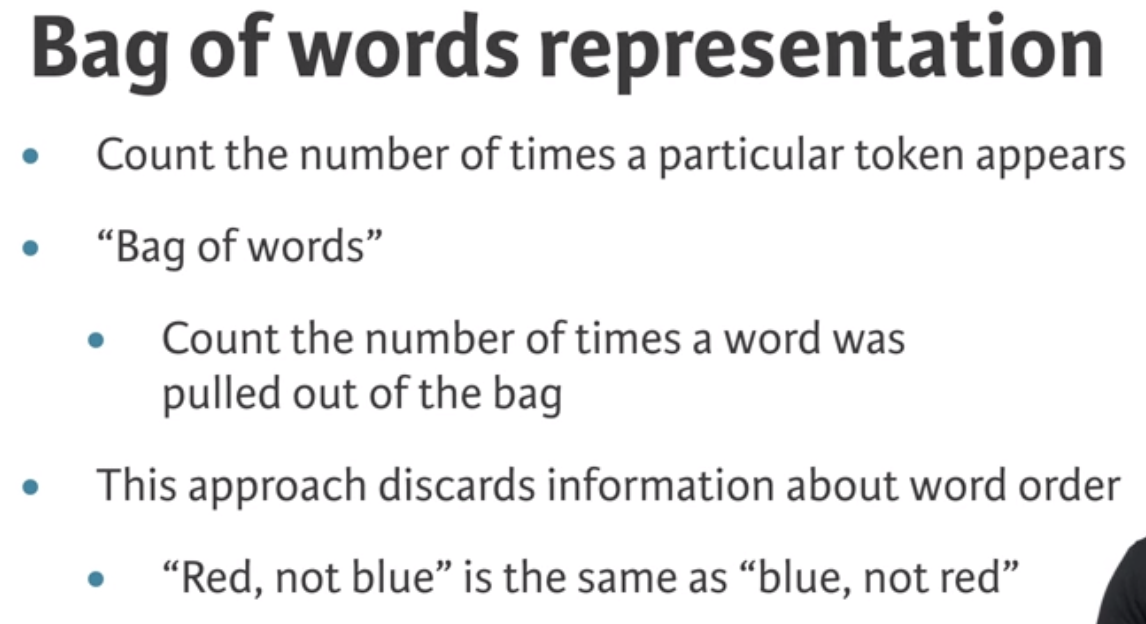 Bag of words representation
• Count the number of times a particular token appears
• “Bag of words”
• Count the number of times a word was
pulled out of the bag
• This approach discards information about word order
• “Red, not blue” is the same as “blue, not red”